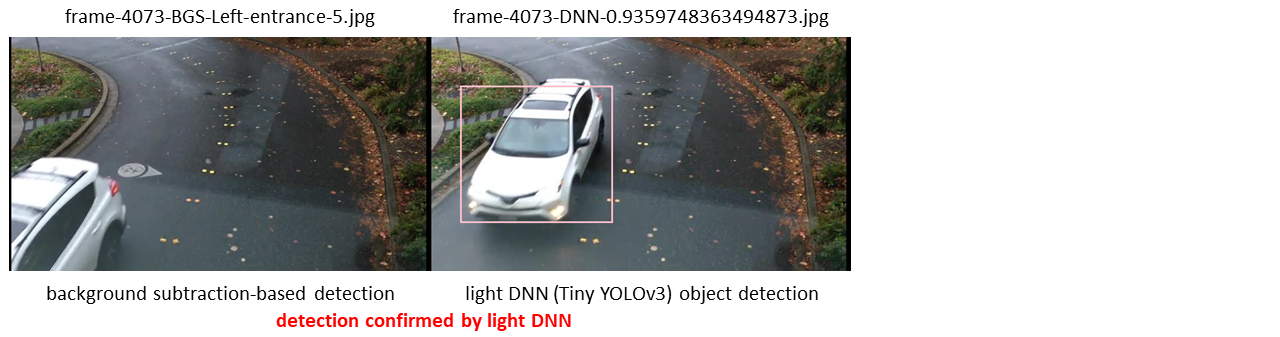 frame-4073-BGS-Left-entrance-5.jpg
frame-4073-DNN-0.9359748363494873.jpg
background subtraction-based detection
light DNN (Tiny YOLOv3) object detection
detection confirmed by light DNN